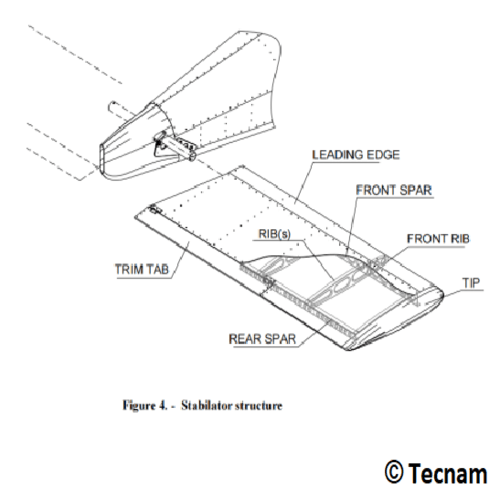 LEADING EDGE
FRONT SPAR
RIB(s)
FRONT RIB
TRIM TAB
TIP
REAR SPAR
Figure 4. - Stabilator structure
© Tecnam